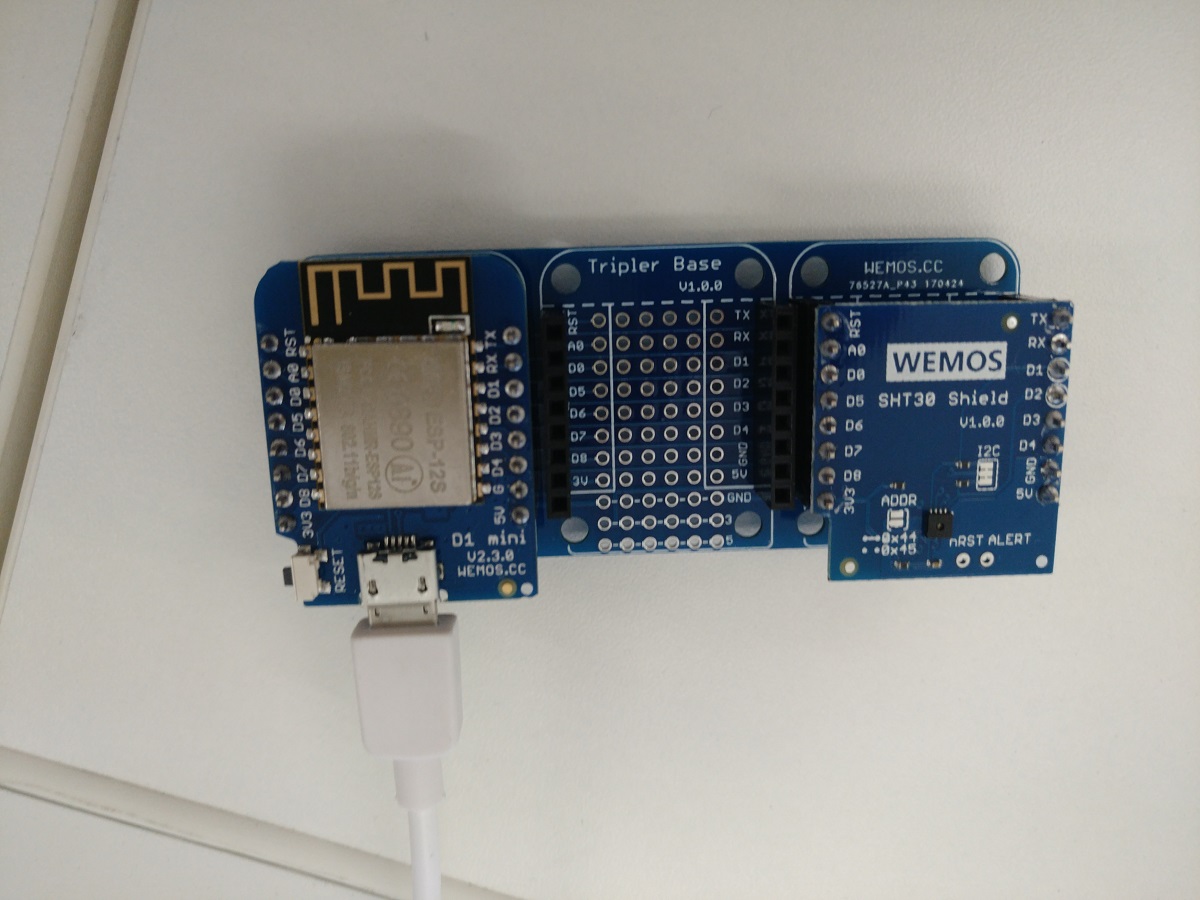 RST
A0
D0
D5
D6
D7
D8
3V3
TX
RX
D1
D2
D3
D4
G
5V
ESP-12S
RESET
D1 mini
V2.3.0
WEMOS.CC
Tripler Base
V1.0.0
RST
A0
D0
D5
D6
D7
D8
3V
TX
RX
D1
D2
D3
D4
GND
5V
GND
3
5
WEMOS.CC
76527A_P43 170424
RST
A0
D0
D5
D6
D7
D8
3V3
WEMOS
SHT30 Shield
V1.0.0
I2C
ADDR
0x44
0x45
nRST ALERT
TX
RX
D1
D2
D3
D4
GND
5V